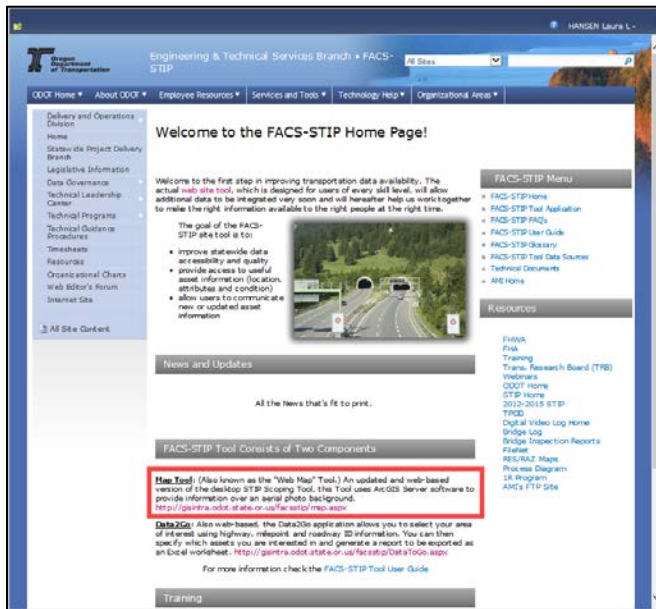 HANSEN Laura L -
Oregon
Department
of Transportation
Engineering & Technical Services Branch ▸ FACS-
STIP
All Sites
ODOT Home ▾ About ODOT ▾ Employee Resources ▾ Services and Tools ▾ Technology Help ▾ Organizational Areas ▾
Delivery and Operations
Division
Home
Statewide Project Delivery
Branch
Legislative Information
Data Governance
Technical Leadership
Center
Technical Programs
Technical Guidance
Procedures
Timesheets
Resources
Organizational Charts
Web Editor's Forum
Internet Site
All Site Content
Welcome to the FACS-STIP Home Page!
Welcome to the first step in improving transportation data availability. The
actual web site tool, which is designed for users of every skill level, will allow
additional data to be integrated very soon and will hereafter help us work together
to make the right information available to the right people at the right time.
The goal of the FACS-
STIP site tool is to:
• improve statewide data
accessibility and quality
• provide access to useful
asset information (location,
attributes and condition)
• allow users to communicate
new or updated asset
information
News and Updates
All the News that's fit to print.
FACS-STIP Tool Consists of Two Components
Map Tool: (Also known as the "Web Map" Tool.) An updated and web-based
version of the desktop STIP Scoping Tool, this Tool uses ArcGIS Server software to
provide information over an aerial photo background.
http://gisintra.odot.state.or.us/facsstip/map.aspx
Data2Go: Also web-based, the Data2Go application allows you to select your area
of interest using highway, milepoint and roadway ID information. You can then
specify which assets you are interested in and generate a report to be exported as
an Excel worksheet. http://gisintra.odot.state.or.us/facsstip/DataToGo.aspx
For more information check the FACS-STIP Tool User Guide
Training
FACS-STIP Menu
FACS-STIP Home
FACS-STIP Tool Application
FACS-STIP FAQs
FACS-STIP User Guide
FACS-STIP Glossary
FACS-STIP Tool Data Sources
Technical Documents
AMI Home
Resources
FHWA
FHA
Training
Trans. Research Board (TRB)
Webinars
ODOT Home
STIP Home
2012-2015 STIP
TPOD
Digital Video Log Home
Bridge Log
Bridge Inspection Reports
FileNet
RES/RAZ Maps
Process Diagram
1R Program
AMI's FTP Site